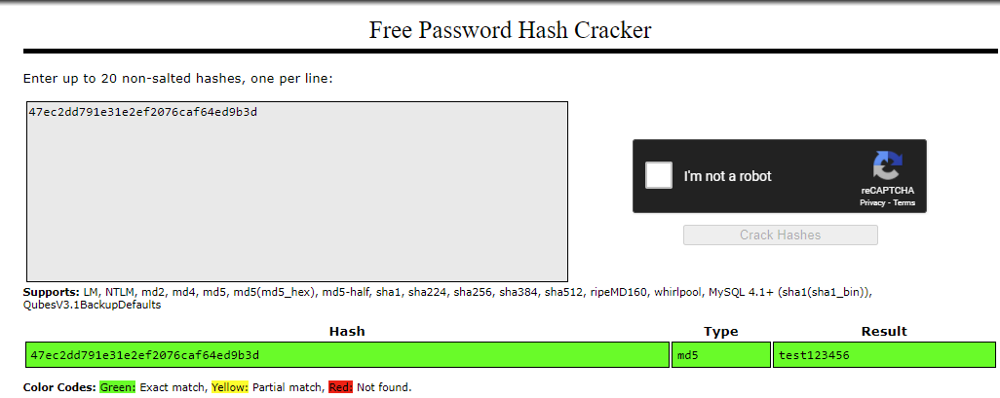 Free Password Hash Cracker
Enter up to 20 non-salted hashes, one per line:
47ec2dd791e31e2ef2076caf64ed9b3d
I'm not a robot
reCAPTCHA
Privacy - Terms
Crack Hashes
Supports: LM, NTLM, md2, md4, md5, md5(md5_hex), md5-half, sha1, sha224, sha256, sha384, sha512, ripeMD160, whirlpool, MySQL 4.1+ (sha1(sha1_bin)),
QubesV3.1BackupDefaults
Hash Type Result
47ec2dd791e31e2ef2076caf64ed9b3d md5 test123456
Color Codes: Green: Exact match, Yellow: Partial match, Red: Not found.